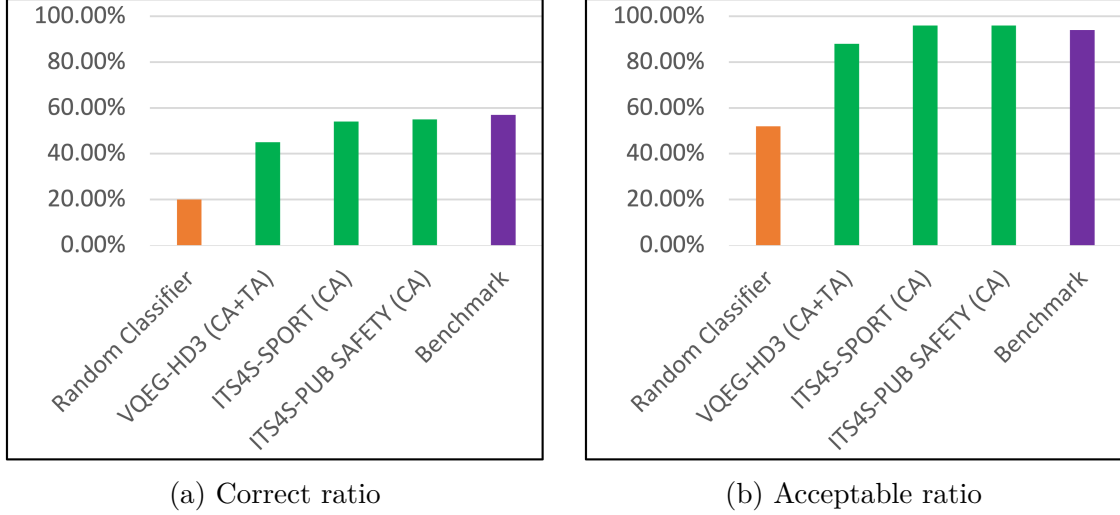 100.00%
80.00%
60.00%
40.00%
20.00%
0.00%
Random Classifier
VQEG-HD3 (CA+TA)
ITS4S-SPORT (CA)
ITS4S-PUB SAFETY (CA)
Benchmark
(a) Correct ratio
100.00%
80.00%
60.00%
40.00%
20.00%
0.00%
Random Classifier
VQEG-HD3 (CA+TA)
ITS4S-SPORT (CA)
ITS4S-PUB SAFETY (CA)
Benchmark
(b) Acceptable ratio